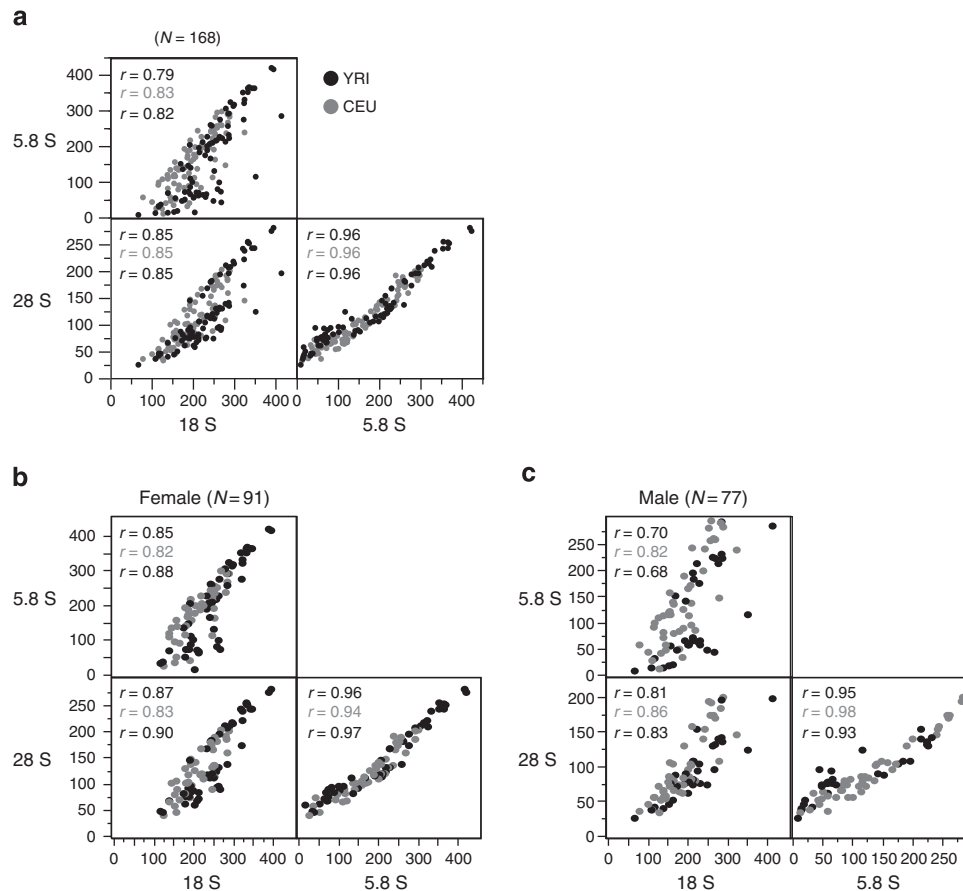 a
(N = 168)
r = 0.79
r = 0.83
r = 0.82
YRI
CEU
5.8 S
400
300
200
100
0
r = 0.85
r = 0.85
r = 0.85
r = 0.96
r = 0.96
r = 0.96
28 S
250
200
150
100
50
0
0 100 200 300 400 0 100 200 300 400
18 S 5.8 S
b
Female (N = 91)
r = 0.85
r = 0.82
r = 0.88
5.8 S
400
300
200
100
0
r = 0.87
r = 0.83
r = 0.90
r = 0.96
r = 0.94
r = 0.97
28 S
250
200
150
100
50
0
0 100 200 300 400 0 100 200 300 400
18 S 5.8 S
c
Male (N = 77)
r = 0.70
r = 0.82
r = 0.68
5.8 S
250
200
150
100
50
0
r = 0.81
r = 0.86
r = 0.83
r = 0.95
r = 0.98
r = 0.93
28 S
200
150
100
50
0
0 100 200 300 400 0 50 100 150 200 250
18 S 5.8 S